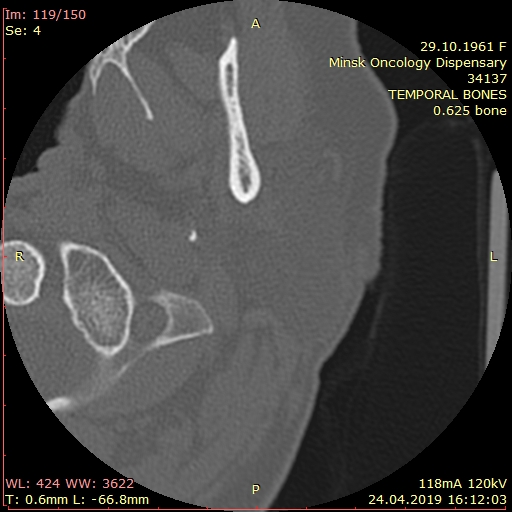 Im: 119/150
Se: 4
A
29.10.1961 F
Minsk Oncology Dispensary
34137
TEMPORAL BONES
0.625 bone
R
L
WL: 424 WW: 3622
T: 0.6mm L: -66.8mm
P
118mA 120kV
24.04.2019 16:12:03